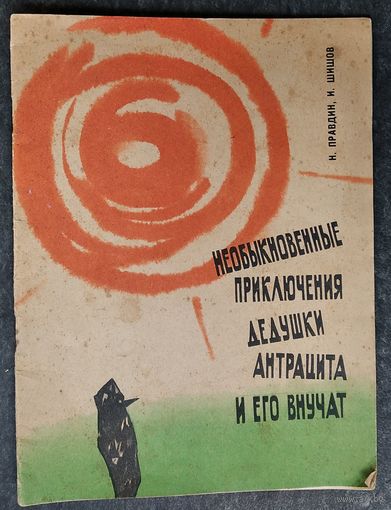 Н. ПРАВДИН, И. ШИШОВ
НЕОБЫКНОВЕННЫЕ
ПРИКЛЮЧЕНИЯ
ДЕДУШКИ
АНТРАЦИТА
И ЕГО ВНУЧАТ